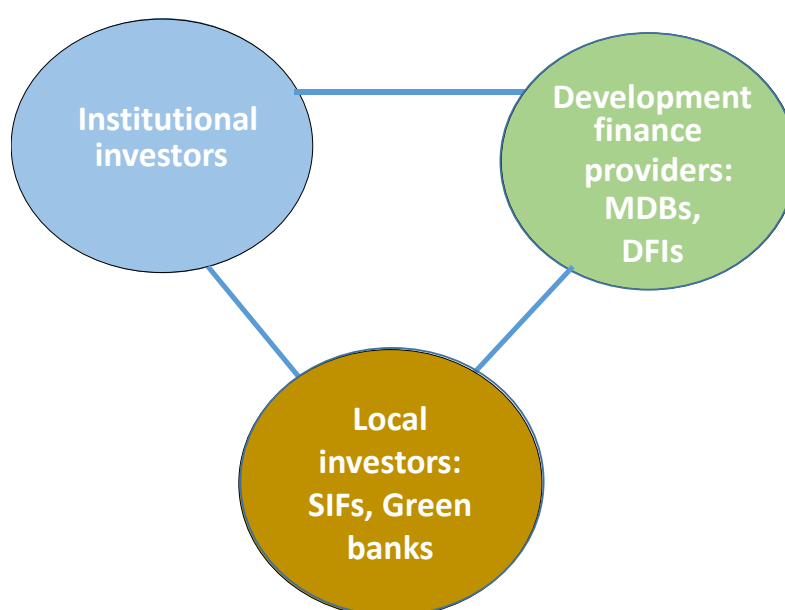 Institutional
investors
Development
finance
providers:
MDBs,
DFIs
Local
investors:
SIFs, Green
banks